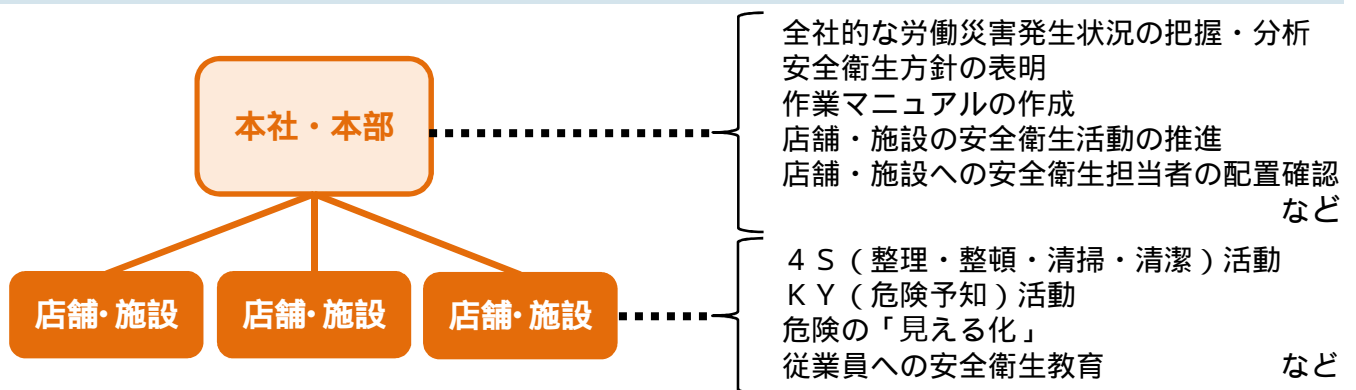 全社的な労働災害発生状況の把握・分析
安全衛生方針の表明
作業マニュアルの作成
店舗・施設の安全衛生活動の推進
店舗・施設への安全衛生担当者の配置確認
など
本社・本部
４Ｓ（整理・整頓・清掃・清潔）活動
ＫＹ（危険予知）活動
危険の「見える化」
従業員への安全衛生教育 など
店舗・施設
店舗・施設
店舗・施設